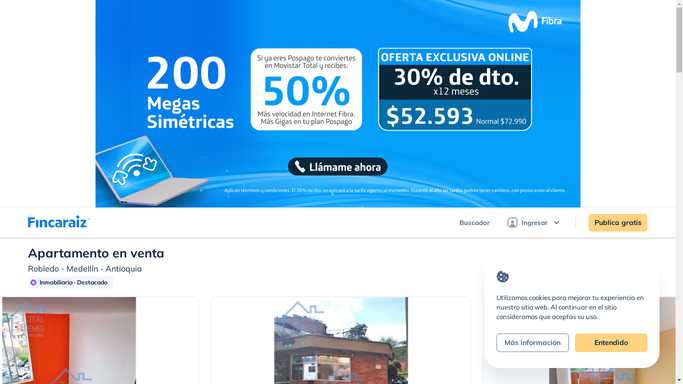 Fibra
200
Megas
Simétricas
Si ya eres Pospago te conviertes
en Movistar Total y recibes.
50%
Más velocidad en Internet Fibra.
Más Gigas en tu plan Pospago
OFERTA EXCLUSIVA ONLINE
30% de dto.
x12 meses
$52.593 Normal $72.990
Llámame ahora
Fincaraiz
Buscador
Ingresar
Publica gratis
Apartamento en venta
Robledo - Medellín - Antioquia
Inmobiliaria · Destacado
Utilizamos cookies para mejorar tu experiencia en
nuestro sitio web. Al continuar en el sitio
consideramos que aceptas su uso.
Más información
Entendido